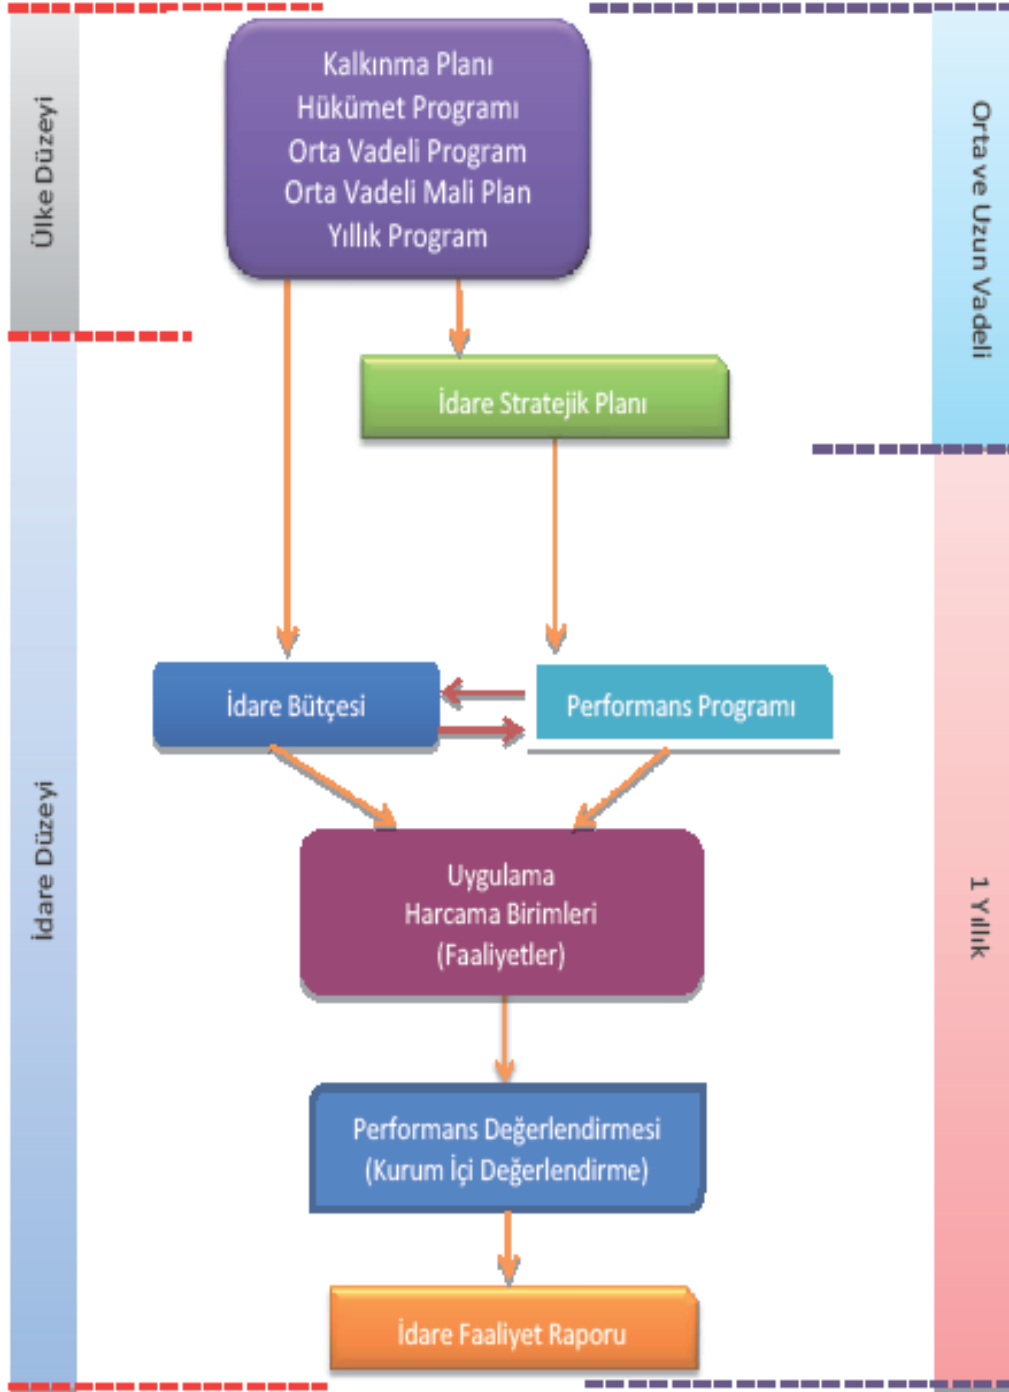 Ülke Düzeyi
Kalkınma Planı
Hükümet Programı
Orta Vadeli Program
Orta Vadeli Mali Plan
Yıllık Program
Orta ve Uzun Vadeli
İdare Stratejik Planı
İdare Düzeyi
İdare Bütçesi
Performans Programı
Uygulama
Harcama Birimleri
(Faaliyetler)
1 Yıllık
Performans Değerlendirmesi
(Kurum İçi Değerlendirme)
İdare Faaliyet Raporu